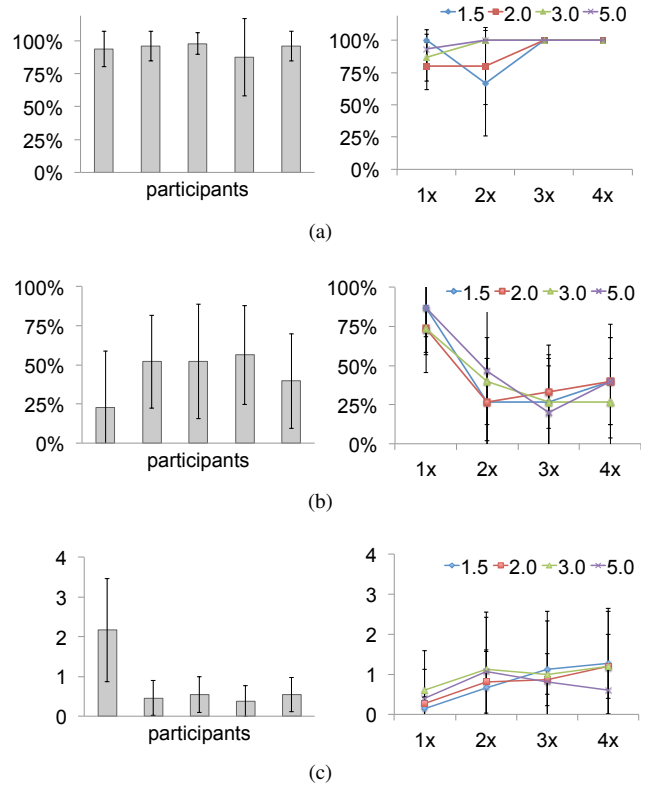 1.5 2.0 3.0 5.0
100% 100%
75% 75%
50% 50%
25% 25%
0% 0%
participants 1x 2x 3x 4x
(a)
100% 100% 1.5 2.0 3.0 5.0
75% 75%
50% 50%
25% 25%
0% 0%
participants 1x 2x 3x 4x
(b)
4 4
1.5 2.0 3.0 5.0
3 3
2 2
1 1
0 0
participants 1x 2x 3x 4x
(c)